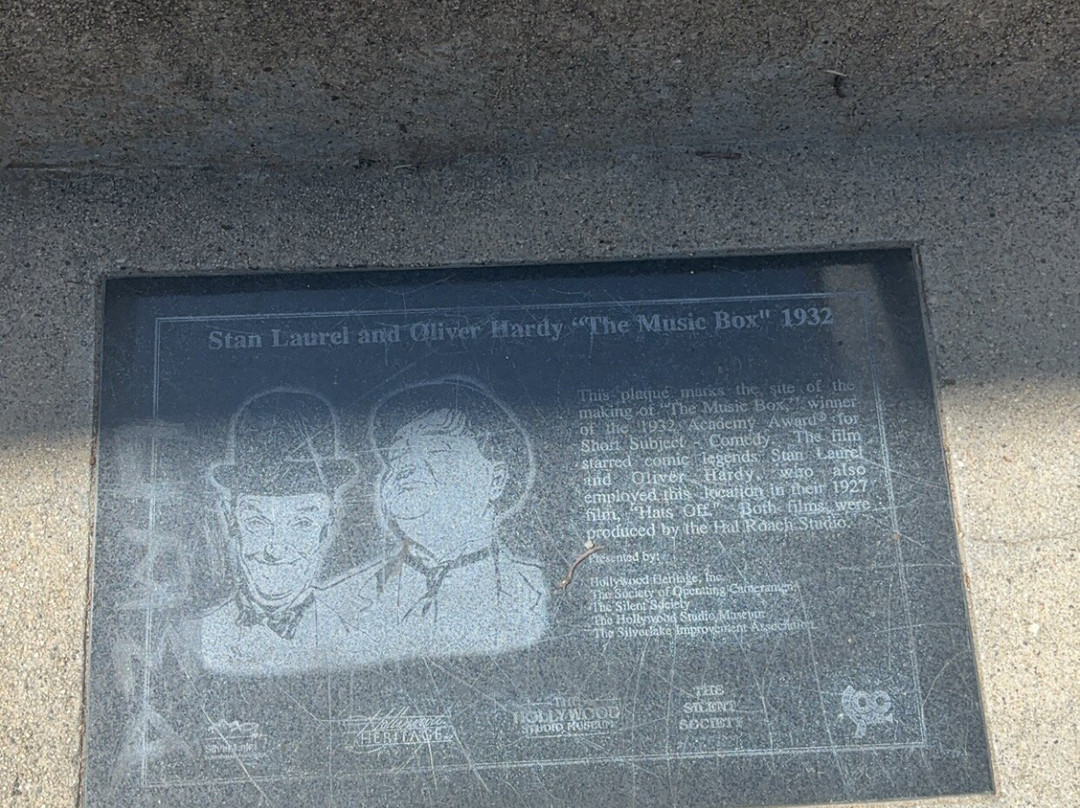 Stan Laurel and Oliver Hardy “The Music Box" 1932
This plaque marks the site of the
making of "The Music Box," winner
of the 1932 Academy Award® for
Short Subject - Comedy. The film
starred comic legends Stan Laurel
and Oliver Hardy, who also
employed this location in their 1927
film, "Hats Off." Both films were
produced by the Hal Roach Studio.
Presented by:
Hollywood Heritage, Inc.
The Society of Operating Cameramen
The Silent Society
The Hollywood Studio Museum
The Silverlake Improvement Association
Hollywood
HERITAGE
THE
HOLLYWOOD
STUDIO MUSEUM
THE
SILENT
SOCIETY